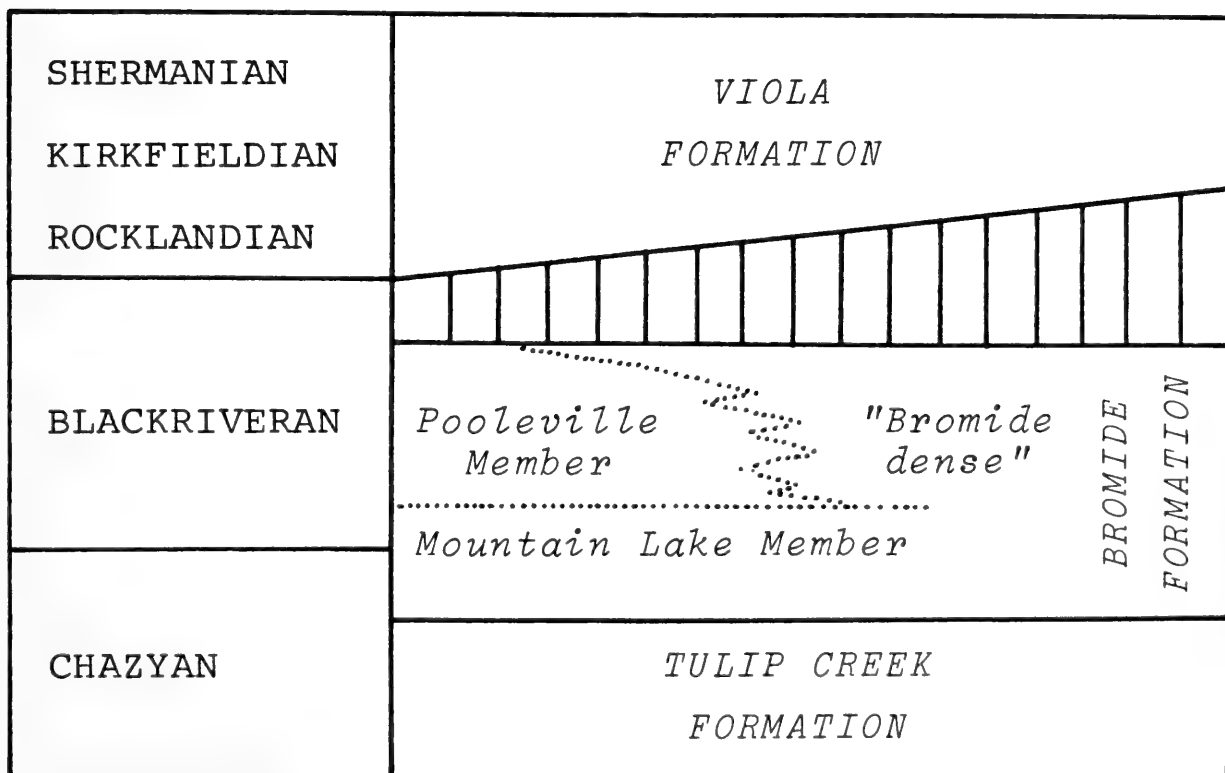 SHERMANIAN
KIRKFIELDIAN
ROCKLANDIAN
BLACKRIVERAN
CHAZYAN
VIOLA
FORMATION
Pooleville
Member
"Bromide
dense"
Mountain Lake Member
BROMIDE
FORMATION
TULIP CREEK
FORMATION